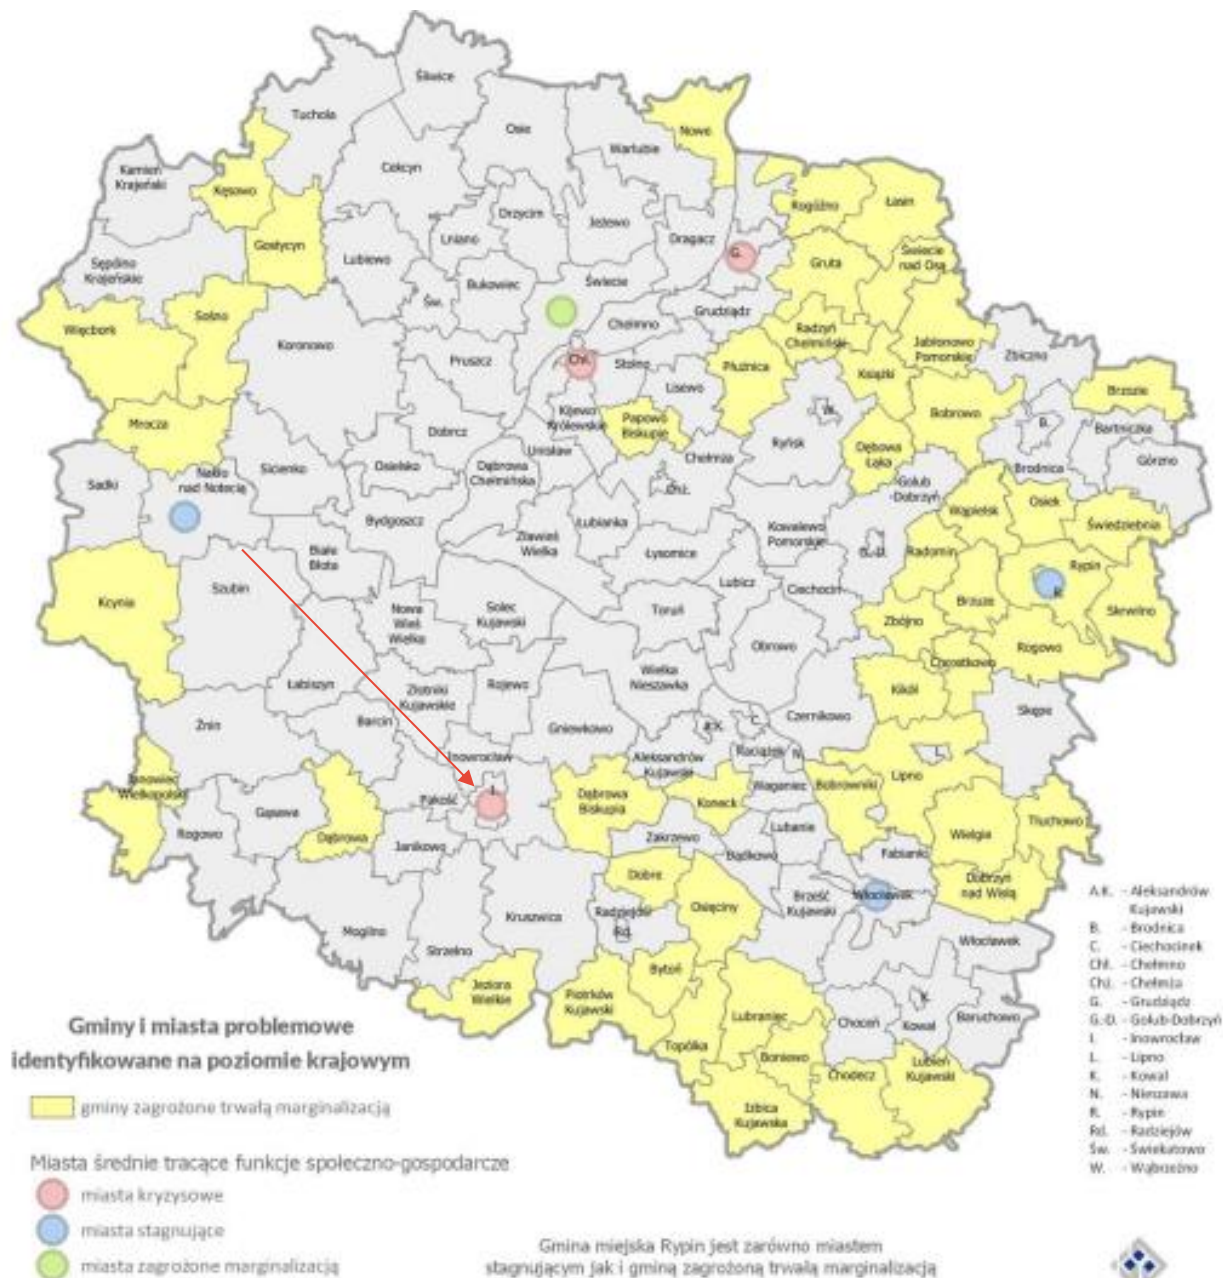 Śliwice
Tuchola
Osie
Nowe
Warlubie
Cekcyn
Kamień
Krajeński
Kęsowo
Drzycim
Jeżewo
Rogóźno
Łasin
Gostycyn
Lniano
Dragacz
Lubiewo
G.
Świecie
nad Osą
Gruta
Sępólno
Krajeńskie
Bukowiec
Świecie
Św.
Grudziądz
Sośno
Więcbork
Chełmno
Radzyń
Chełmiński
Koronowo
Jabłonowo
Pomorskie
Zbiczno
Pruszcz
Chł.
Stolno
Płużnica
Książki
Lisewo
Brzozie
Kijewo
Królewskie
Papowo
Biskupie
W.
Bobrowo
B.
Bartniczka
Mrocza
Dobrcz
Ryńsk
Dębowa
Łąka
Unisław
Chełmża
Brodnica
Górzno
Sadki
Nakło
nad Notecią
Sicienko
Osielsko
Dąbrowa
Chełmińska
Chż.
Golub
-Dobrzyń
Osiek
Wąpielsk
Świedziebnia
Bydgoszcz
Łubianka
Zławieś
Wielka
Kowalewo
Pomorskie
G.-D.
Radomin
Rypin
Białe
Błota
Łysomice
Kcynia
Szubin
Lubicz
Ciechocin
R.
Brzuze
Skrwilno
Nowa
Wieś
Wielka
Solec
Kujawski
Toruń
Zbójno
Obrowo
Rogowo
Chrostkowo
Łabiszyn
Złotniki
Kujawskie
Rojewo
Wielka
Nieszawka
Kikół
Żnin
Barcin
Gniewkowo
Czernikowo
Skępe
A.K.
C.
Inowrocław
Aleksandrów
Kujawski
Raciążek
N.
L.
Lipno
Janowiec
Wielkopolski
I.
Pakość
Dąbrowa
Biskupia
Koneck
Waganiec
Bobrowniki
Rogowo
Gąsawa
Dąbrowa
Janikowo
Zakrzewo
Lubanie
Wielgie
Tłuchowo
Bądkowo
Fabianki
Dobre
Dobrzyń
nad Wisłą
Kruszwica
Radziejów
Rd.
Osięciny
Brześć
Kujawski
Włocławek
Mogilno
Strzelno
Włocławek
Jeziora
Wielkie
Piotrków
Kujawski
Bytoń
K.
Lubraniec
Choceń
Kowal
Baruchowo
Topólka
Boniewo
Chodecz
Lubień
Kujawski
Izbica
Kujawska
A.K. - Aleksandrów
Kujawski
B. - Brodnica
C. - Ciechocinek
Chł. - Chełmno
Chż. - Chełmża
G. - Grudziądz
G.-D. - Golub-Dobrzyń
I. - Inowrocław
L. - Lipno
K. - Kowal
N. - Nieszawa
R. - Rypin
Rd. - Radziejów
Św. - Świekatowo
W. - Wąbrzeźno
Gminy i miasta problemowe
identyfikowane na poziomie krajowym
gminy zagrożone trwałą marginalizacją
Miasta średnie tracące funkcje społeczno-gospodarcze
miasta kryzysowe
miasta stagnujące
miasta zagrożone marginalizacją
Gmina miejska Rypin jest zarówno miastem
stagnującym jak i gminą zagrożoną trwałą marginalizacją